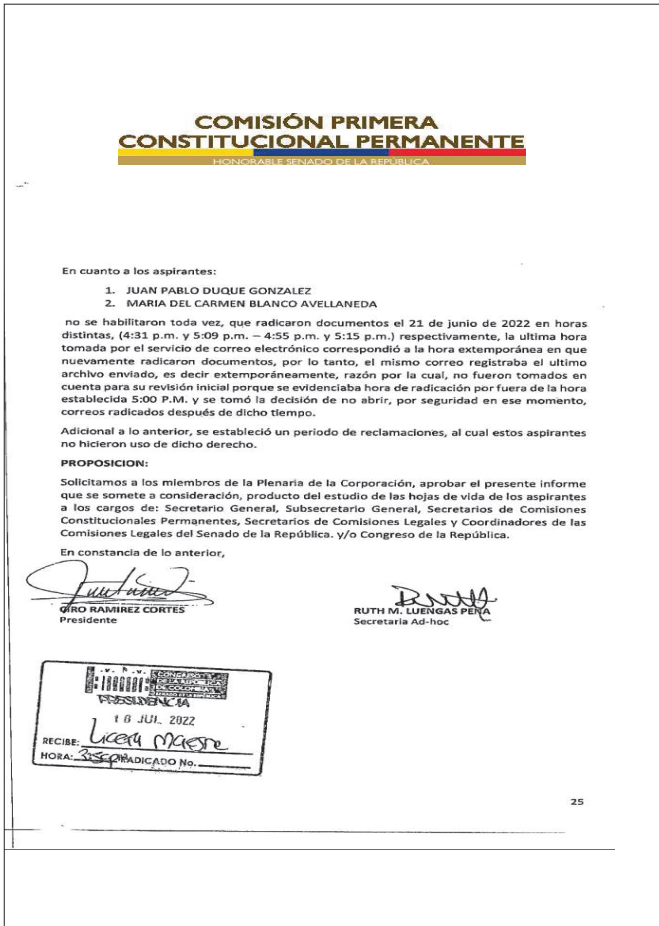 COMISIÓN PRIMERA
CONSTITUCIONAL PERMANENTE
HONORABLE SENADO DE LA REPÚBLICA
En cuanto a los aspirantes:
1. JUAN PABLO DUQUE GONZALEZ
2. MARIA DEL CARMEN BLANCO AVELLANEDA
no se habilitaron toda vez, que radicaron documentos el 21 de junio de 2022 en horas
distintas, (4:31 p.m. y 5:09 p.m. – 4:55 p.m. y 5:15 p.m.) respectivamente, la ultima hora
tomada por el servicio de correo electrónico correspondió a la hora extemporánea en que
nuevamente radicaron documentos, por lo tanto, el mismo correo registraba el ultimo
archivo enviado, es decir extemporáneamente, razón por la cual, no fueron tomados en
cuenta para su revisión inicial porque se evidenciaba hora de radicación por fuera de la hora
establecida 5:00 P.M. y se tomó la decisión de no abrir, por seguridad en ese momento,
correos radicados después de dicho tiempo.
Adicional a lo anterior, se estableció un periodo de reclamaciones, al cual estos aspirantes
no hicieron uso de dicho derecho.
PROPOSICION:
Solicitamos a los miembros de la Plenaria de la Corporación, aprobar el presente informe
que se somete a consideración, producto del estudio de las hojas de vida de los aspirantes
a los cargos de: Secretario General, Subsecretario General, Secretarios de Comisiones
Constitucionales Permanentes, Secretarios de Comisiones Legales y Coordinadores de las
Comisiones Legales del Senado de la República. y/o Congreso de la República.
En constancia de lo anterior,
CIRO RAMIREZ CORTES
Presidente
RUTH M. LUENGAS PEÑA
Secretaria Ad-hoc
CONGRESO
DE LA REPÚBLICA
DE COLOMBIA
PRESIDENCIA
18 JUL 2022
RECIBE:
HORA: RADICADO No.
25